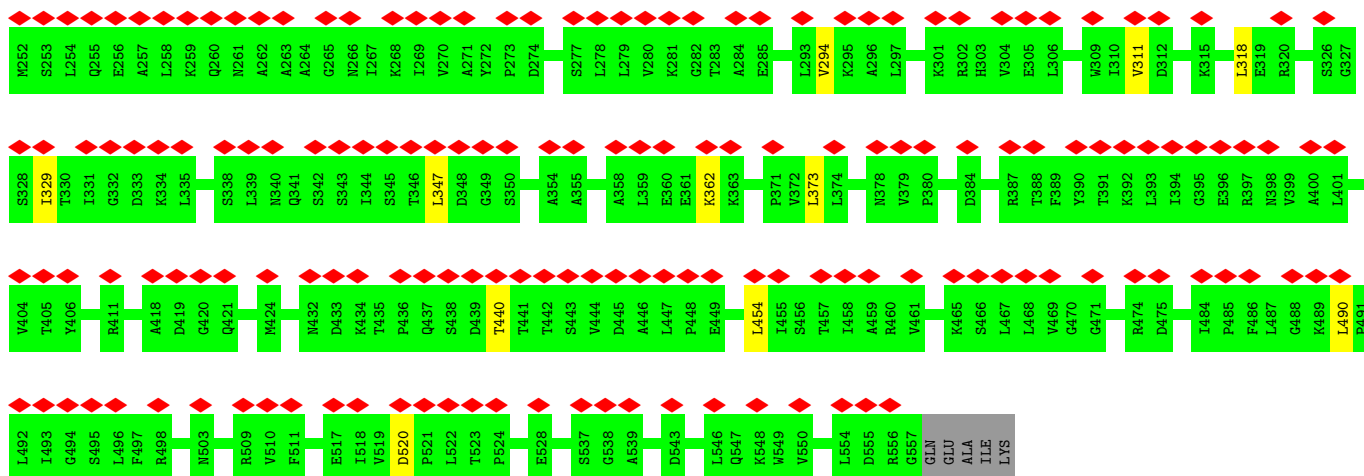 M252 S253 L254 Q255 E256 A257 L258 K259 Q260 N261 A262 A263 A264 G265 N266 I267 K268 I269 V270 A271 Y272 P273 D274 S277 L278 L279 V280 K281 G282 T283 A284 E285 L293 V294 K295 A296 L297 K301 R302 H303 V304 E305 L306 W309 I310 V311 D312 K315 L318 E319 R320 S326 G327
S328 I329 T330 I331 G332 D333 K334 L335 S338 L339 N340 Q341 S342 S343 I344 S345 T346 L347 D348 G349 S350 A354 A355 A358 L359 E360 E361 K362 K363 P371 V372 L373 L374 N378 V379 P380 D384 R387 T388 F389 Y390 T391 K392 L393 I394 G395 E396 R397 N398 V399 A400 L401
V404 T405 Y406 R411 A418 D419 G420 Q421 M424 N432 D433 K434 T435 P436 Q437 S438 D439 T440 T441 T442 S443 V444 D445 A446 L447 P448 E449 L454 I455 S456 T457 I458 A459 R460 V461 K465 S466 L467 L468 V469 G470 G471 R474 D475 I484 P485 F486 L487 G488 K489 L490 P491
L492 I493 G494 S495 L496 F497 R498 N503 R509 V510 F511 E517 I518 V519 D520 P521 L522 T523 P524 E528 S537 G538 A539 D543 L546 Q547 K548 W549 V550 L554 D555 R556 G557 GLN GLU ALA ILE LYS